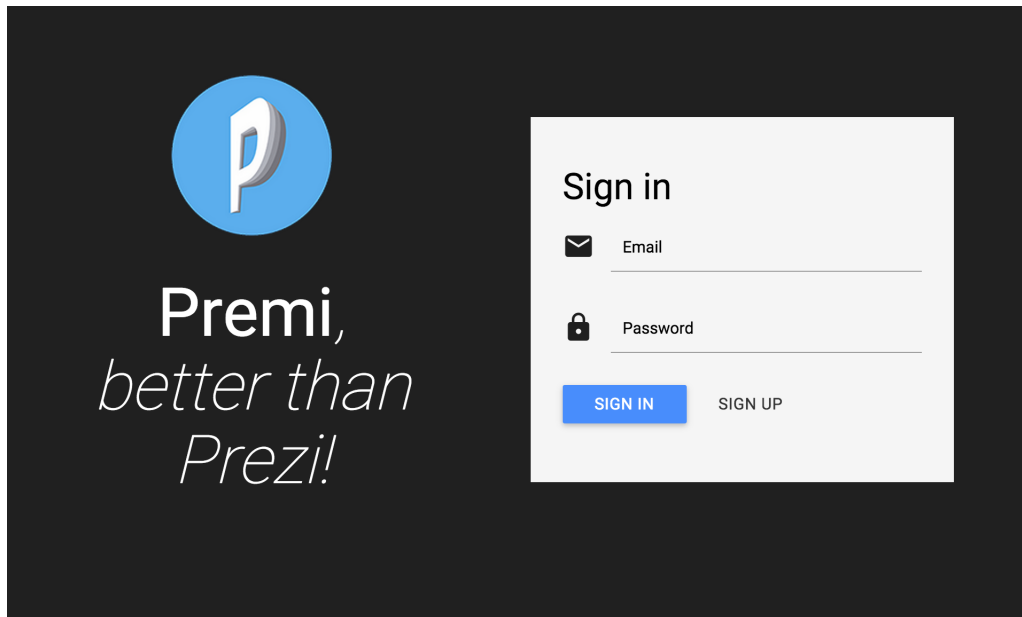 P
Premi,
better than
Prezi!
Sign in
Email
Password
SIGN IN
SIGN UP